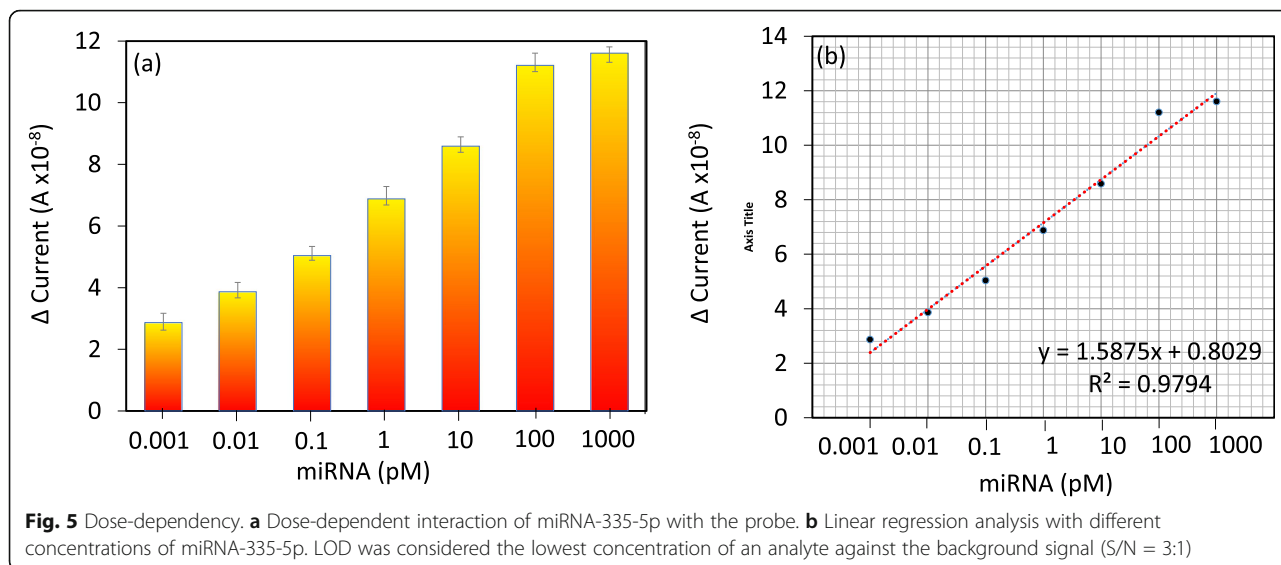 (a)
12
10
8
6
4
2
0
Δ Current (A x10⁻⁸)
0.001 0.01 0.1 1 10 100 1000
miRNA (pM)
(b)
14
12
10
8
6
4
2
0
Δ Current (A x10⁻⁸)
Axis Title
y = 1.5875x + 0.8029
R² = 0.9794
0.001 0.01 0.1 1 10 100 1000
miRNA (pM)
Fig. 5 Dose-dependency. a Dose-dependent interaction of miRNA-335-5p with the probe. b Linear regression analysis with different
concentrations of miRNA-335-5p. LOD was considered the lowest concentration of an analyte against the background signal (S/N = 3:1)